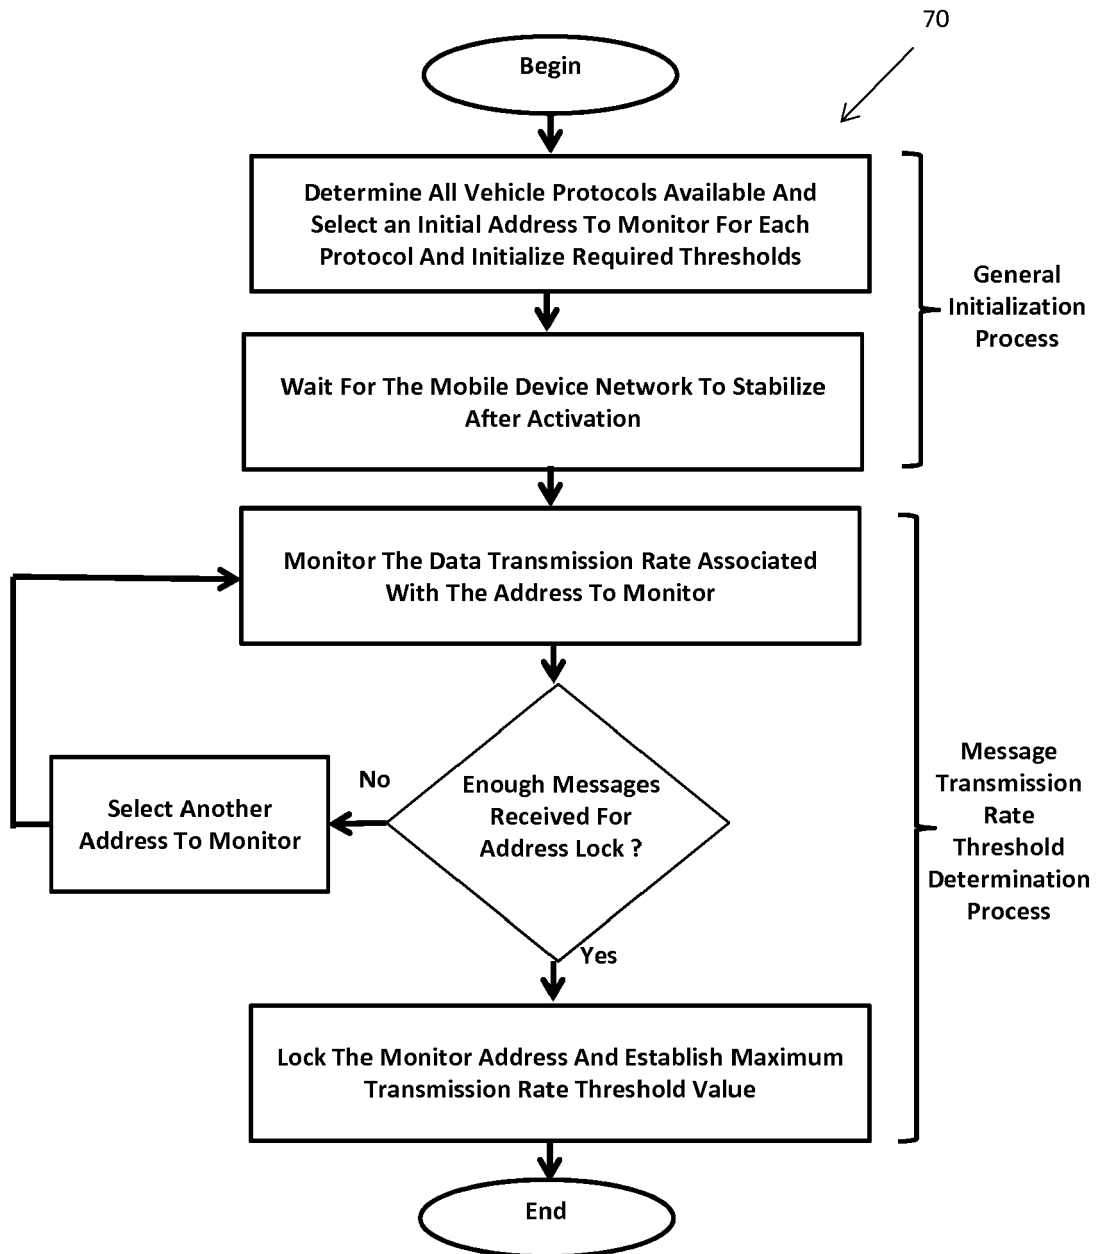 70
Begin
Determine All Vehicle Protocols Available And
Select an Initial Address To Monitor For Each
Protocol And Initialize Required Thresholds
General
Initialization
Process
Wait For The Mobile Device Network To Stabilize
After Activation
Monitor The Data Transmission Rate Associated
With The Address To Monitor
No
Select Another
Address To Monitor
Enough Messages
Received For
Address Lock ?
Yes
Message
Transmission
Rate
Threshold
Determination
Process
Lock The Monitor Address And Establish Maximum
Transmission Rate Threshold Value
End